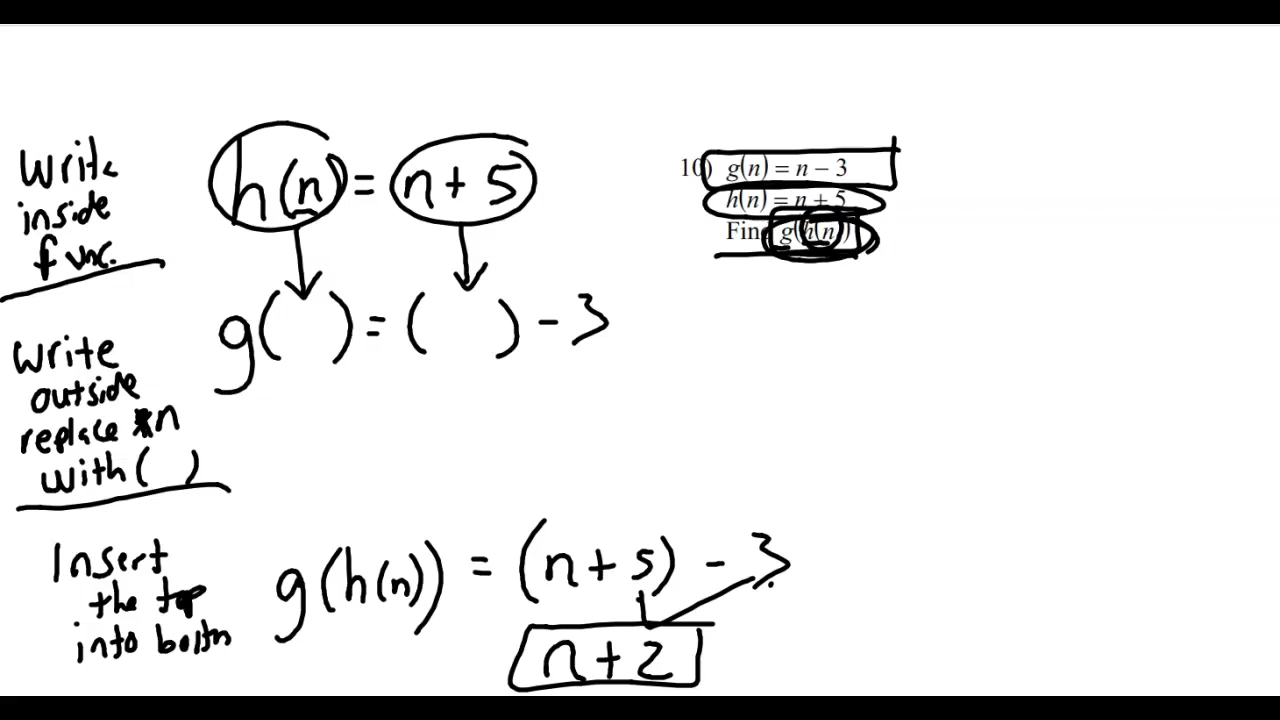 Write
inside
func.
h(n) = n + 5
10) g(n) = n − 3
h(n) = n + 5
Find g(h(n))
g( ) = ( ) - 3
Write
outside
replace n
with ( )
Insert
the top
into bottm
g(h(n)) = (n + 5) - 3
n + 2